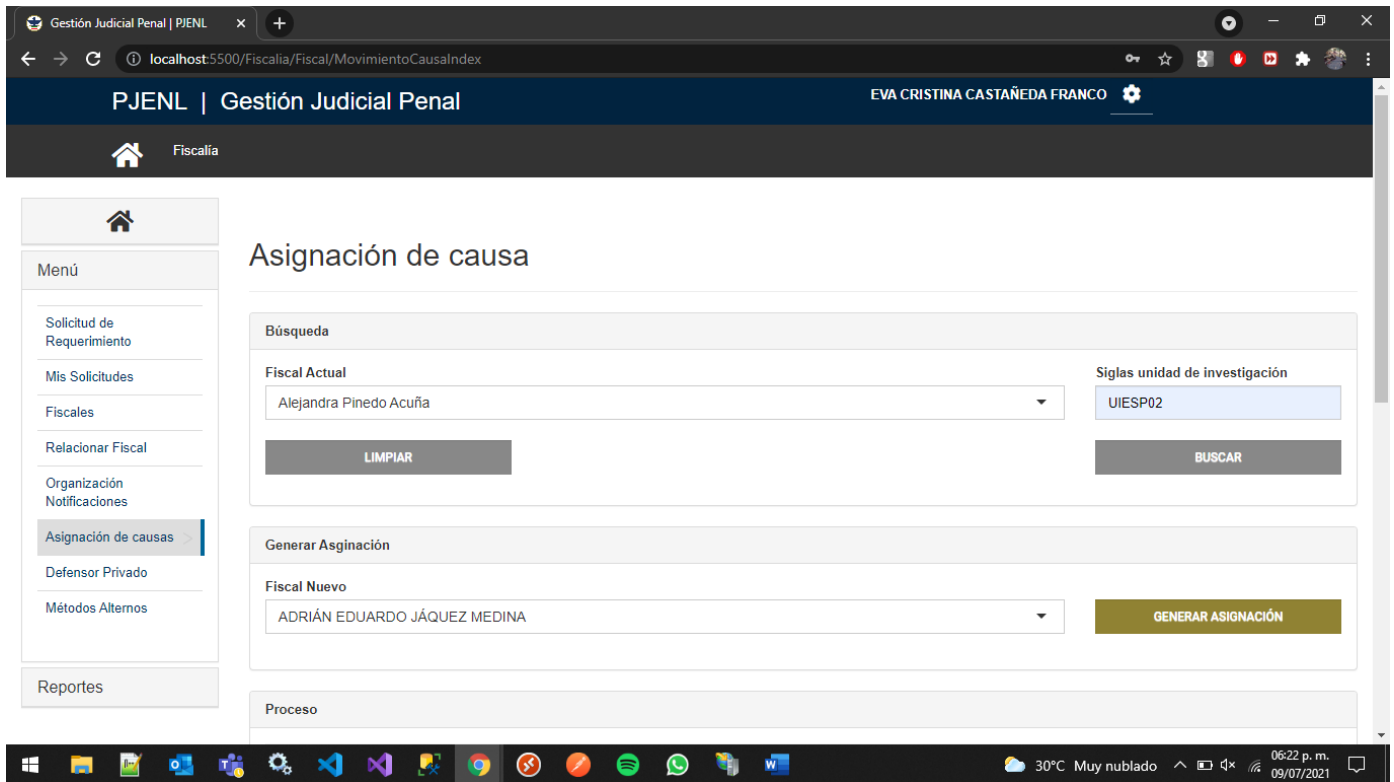 Gestión Judicial Penal | PJENL
localhost:5500/Fiscalia/Fiscal/MovimientoCausaIndex
PJENL | Gestión Judicial Penal
EVA CRISTINA CASTAÑEDA FRANCO
Fiscalía
Menú
Solicitud de
Requerimiento
Mis Solicitudes
Fiscales
Relacionar Fiscal
Organización
Notificaciones
Asignación de causas
Defensor Privado
Métodos Alternos
Reportes
Asignación de causa
Búsqueda
Fiscal Actual
Siglas unidad de investigación
Alejandra Pinedo Acuña
UIESP02
LIMPIAR
BUSCAR
Generar Asginación
Fiscal Nuevo
ADRIÁN EDUARDO JÁQUEZ MEDINA
GENERAR ASIGNACIÓN
Proceso
30°C Muy nublado
06:22 p. m.
09/07/2021